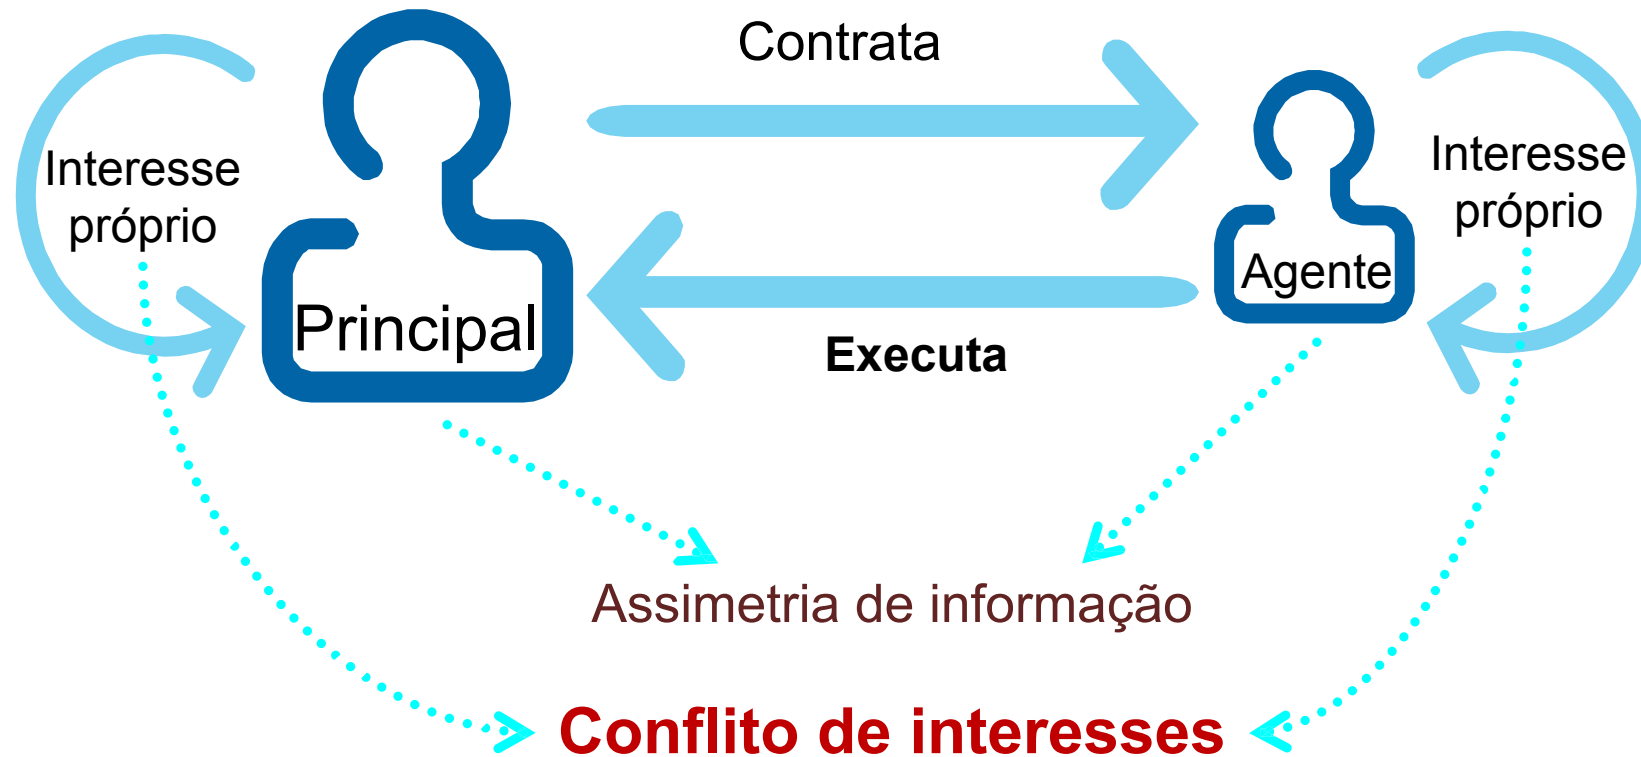 Contrata
Interesse
próprio
Interesse
próprio
Principal
Agente
Executa
Assimetria de informação
Conflito de interesses